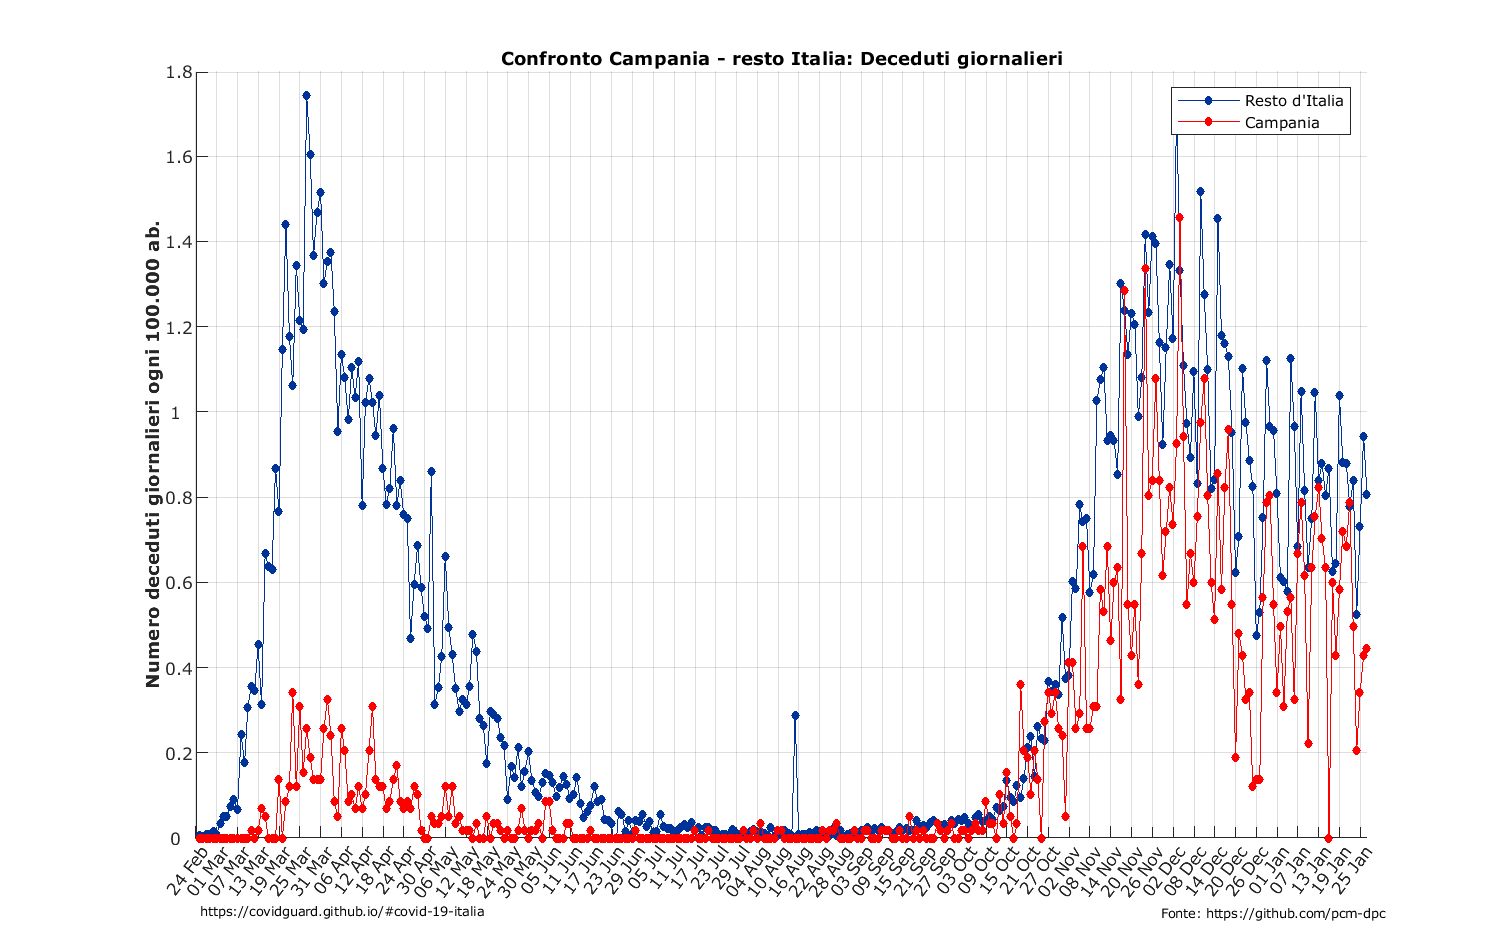 Confronto Campania - resto Italia: Deceduti giornalieri
Resto d'Italia
Campania
Numero deceduti giornalieri ogni 100.000 ab.
1.8
1.6
1.4
1.2
1
0.8
0.6
0.4
0.2
0
24 Feb
01 Mar
07 Mar
13 Mar
19 Mar
25 Mar
31 Mar
06 Apr
12 Apr
18 Apr
24 Apr
30 Apr
06 May
12 May
18 May
24 May
30 May
05 Jun
11 Jun
17 Jun
23 Jun
29 Jun
05 Jul
11 Jul
17 Jul
23 Jul
29 Jul
04 Aug
10 Aug
16 Aug
22 Aug
28 Aug
03 Sep
09 Sep
15 Sep
21 Sep
27 Sep
03 Oct
09 Oct
15 Oct
21 Oct
27 Oct
02 Nov
08 Nov
14 Nov
20 Nov
26 Nov
02 Dec
08 Dec
14 Dec
20 Dec
26 Dec
01 Jan
07 Jan
13 Jan
19 Jan
25 Jan
https://covidguard.github.io/#covid-19-italia
Fonte: https://github.com/pcm-dpc